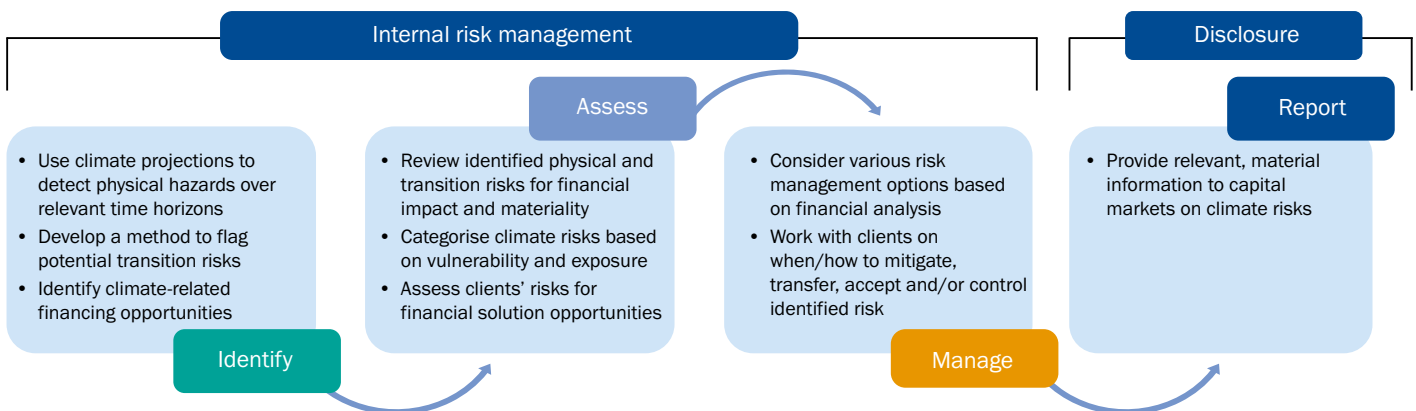 Internal risk management
Disclosure
Assess
Report
• Use climate projections to
detect physical hazards over
relevant time horizons
• Develop a method to flag
potential transition risks
• Identify climate-related
financing opportunities
Identify
• Review identified physical and
transition risks for financial
impact and materiality
• Categorise climate risks based
on vulnerability and exposure
• Assess clients’ risks for
financial solution opportunities
• Consider various risk
management options based
on financial analysis
• Work with clients on
when/how to mitigate,
transfer, accept and/or control
identified risk
Manage
• Provide relevant, material
information to capital
markets on climate risks